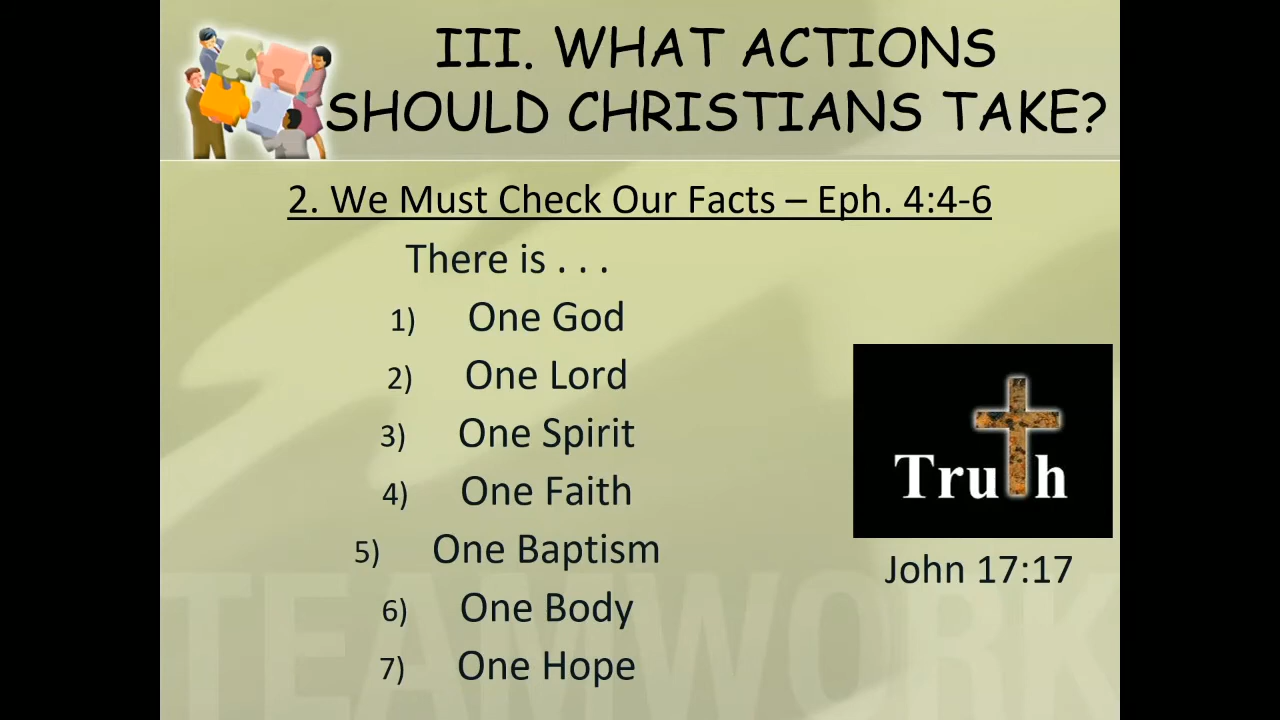 III. WHAT ACTIONS
SHOULD CHRISTIANS TAKE?
2. We Must Check Our Facts – Eph. 4:4-6
There is . . .
1) One God
2) One Lord
3) One Spirit
4) One Faith
5) One Baptism
6) One Body
7) One Hope
Truth
John 17:17
TEAMWORK